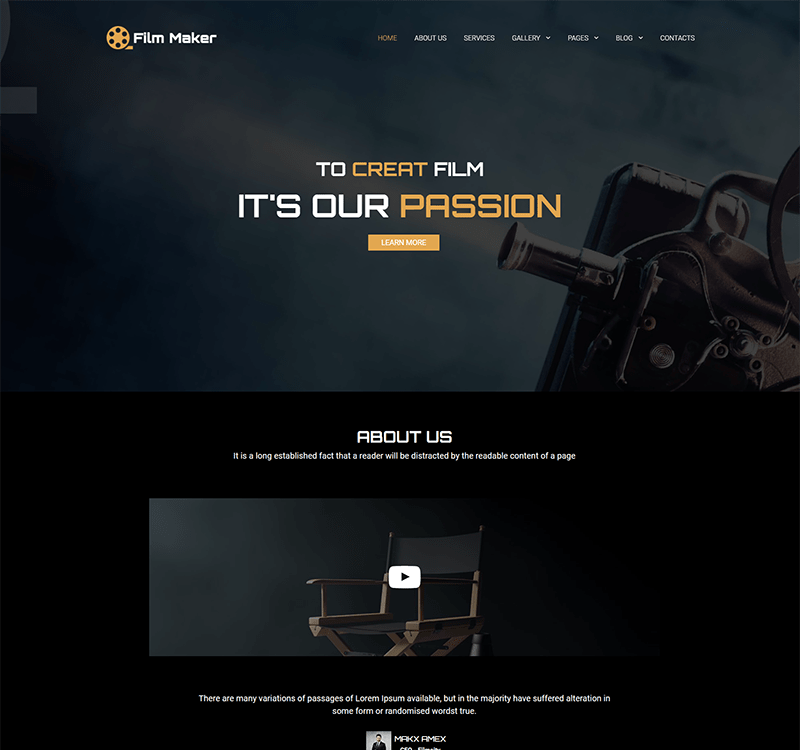 Film Maker
HOME ABOUT US SERVICES GALLERY PAGES BLOG CONTACTS
TO CREAT FILM
IT'S OUR PASSION
LEARN MORE
ABOUT US
It is a long established fact that a reader will be distracted by the readable content of a page
There are many variations of passages of Lorem Ipsum available, but in the majority have suffered alteration in
some form or randomised wordst true.
MAKX AMEX